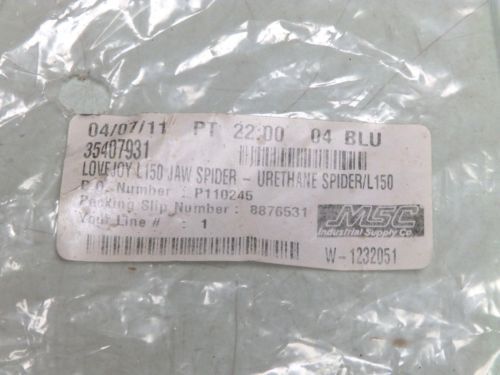 04/07/11 PT 22:00 04 BLU
35407931
LOVEJOY L150 JAW SPIDER - URETHANE SPIDER/L150
P.O. Number : P110245
Packing Slip Number : 8876531
Your Line # : 1
MSC
Industrial Supply Co.
W-1232051